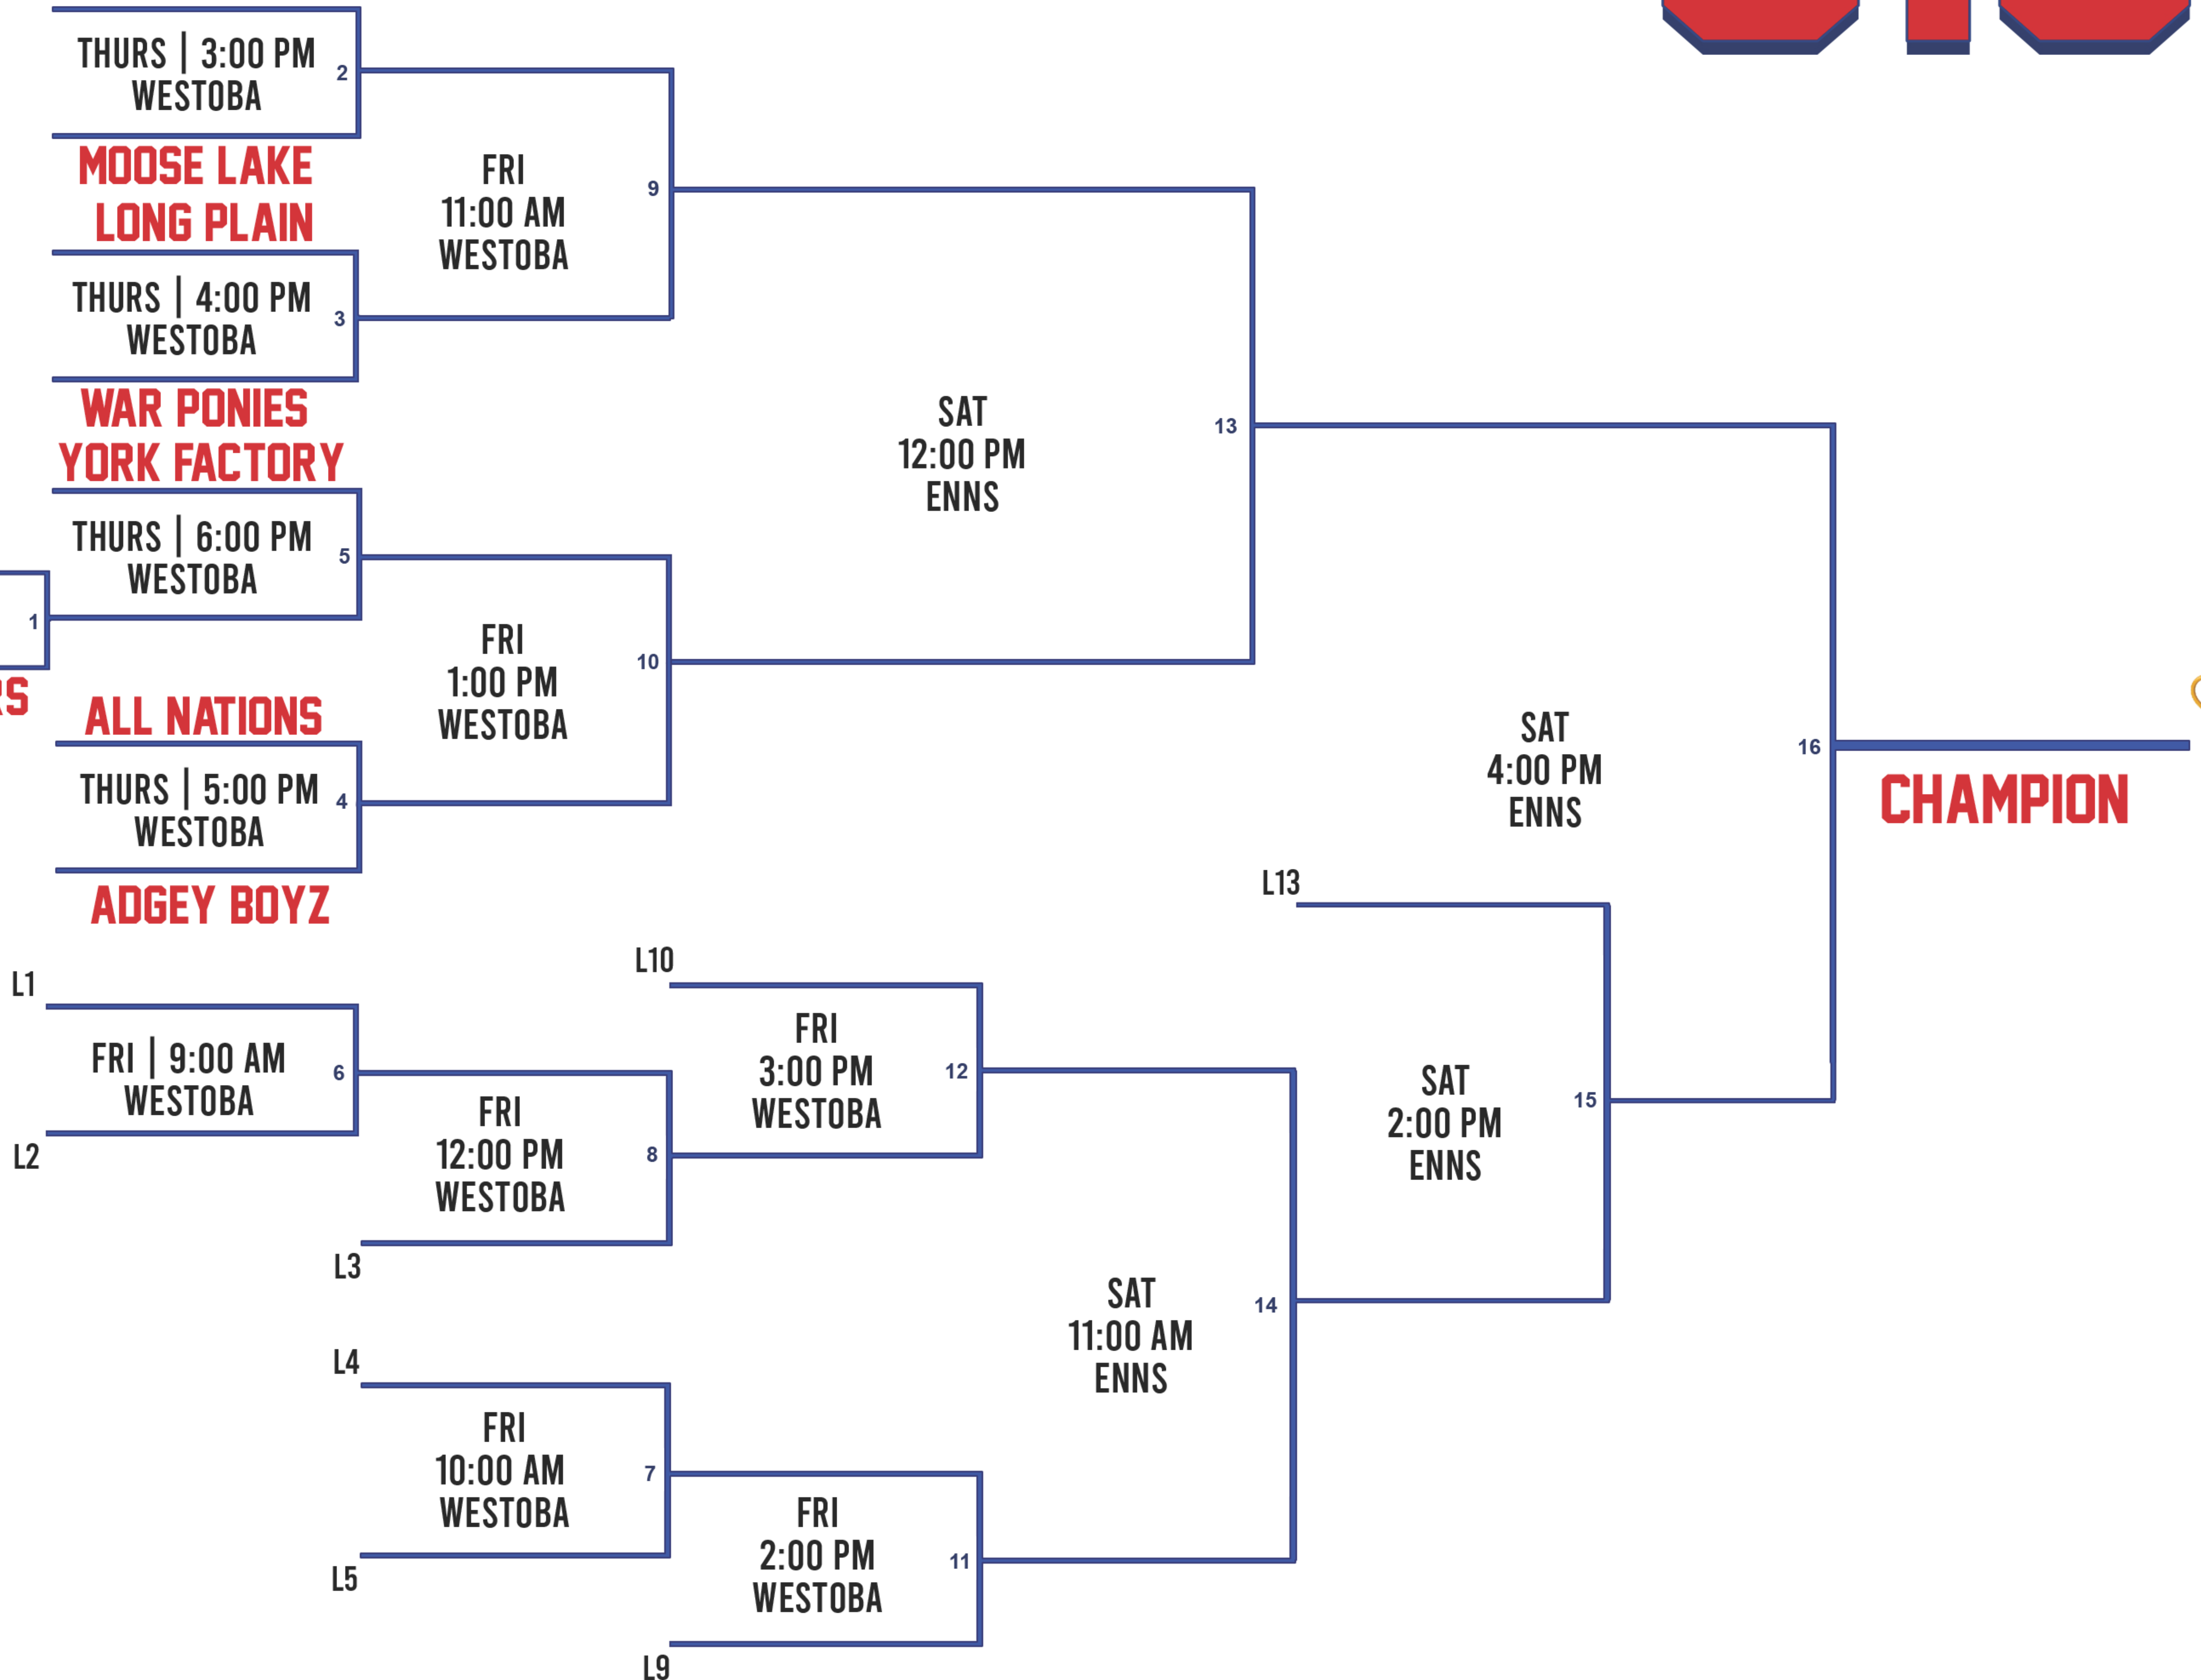 THURS | 3:00 PM
WESTOBA
2
MOOSE LAKE
LONG PLAIN
THURS | 4:00 PM
WESTOBA
3
FRI
11:00 AM
WESTOBA
9
WAR PONIES
YORK FACTORY
THURS | 6:00 PM
WESTOBA
5
1
RS
ALL NATIONS
THURS | 5:00 PM
WESTOBA
4
ADGEY BOYZ
FRI
1:00 PM
WESTOBA
10
SAT
12:00 PM
ENNS
13
SAT
4:00 PM
ENNS
16
CHAMPION
L1
FRI | 9:00 AM
WESTOBA
6
L2
FRI
12:00 PM
WESTOBA
8
L3
L10
FRI
3:00 PM
WESTOBA
12
L13
SAT
2:00 PM
ENNS
15
SAT
11:00 AM
ENNS
14
L4
FRI
10:00 AM
WESTOBA
7
L5
FRI
2:00 PM
WESTOBA
11
L9